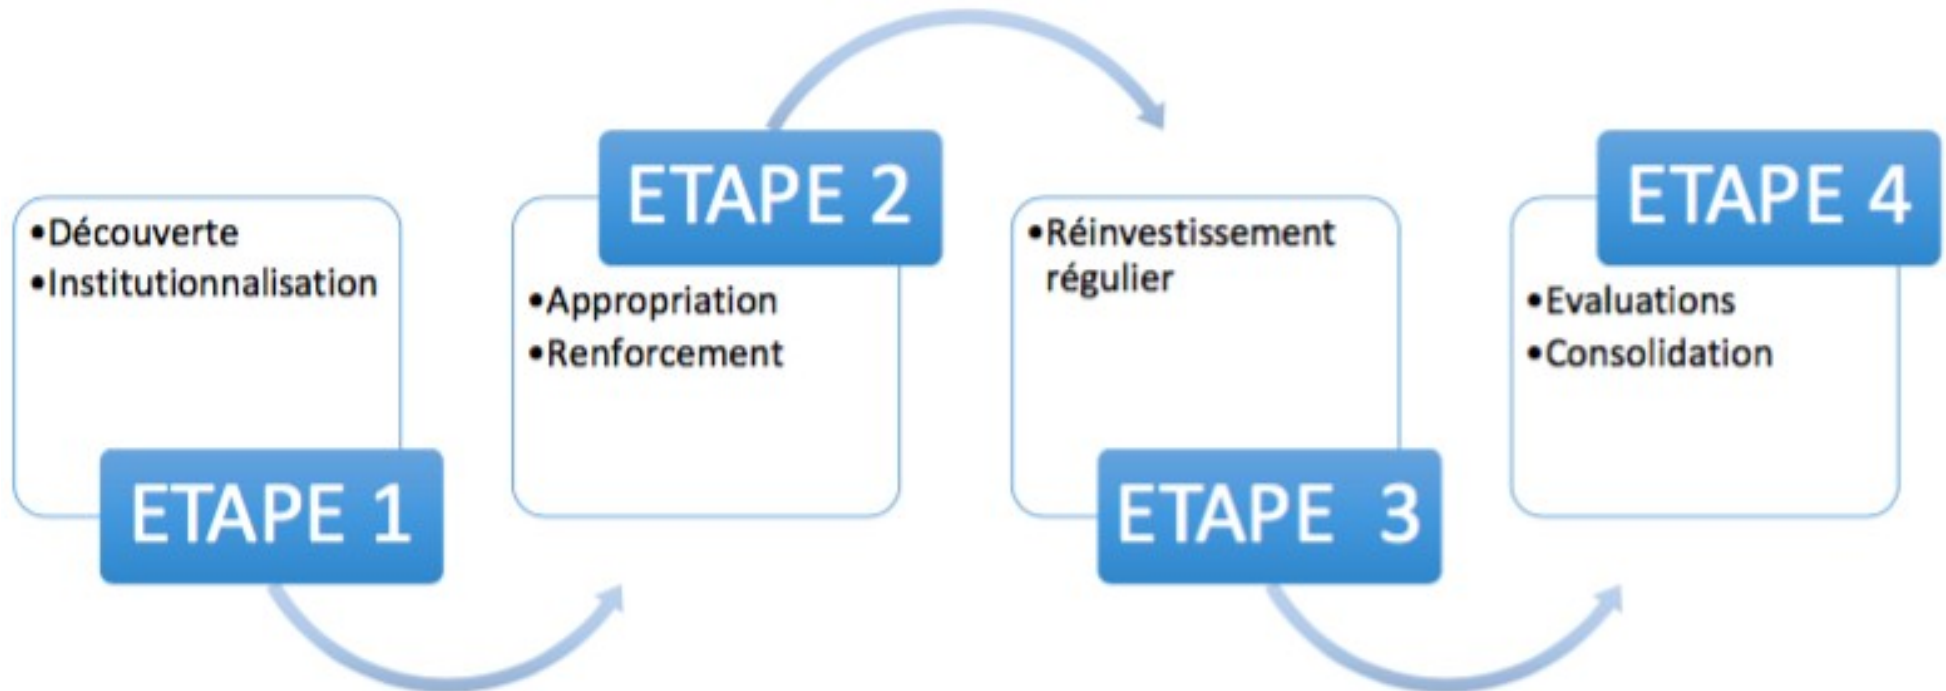 •Découverte
•Institutionnalisation
ETAPE 1
ETAPE 2
•Appropriation
•Renforcement
•Réinvestissement
régulier
ETAPE  3
ETAPE 4
•Evaluations
•Consolidation